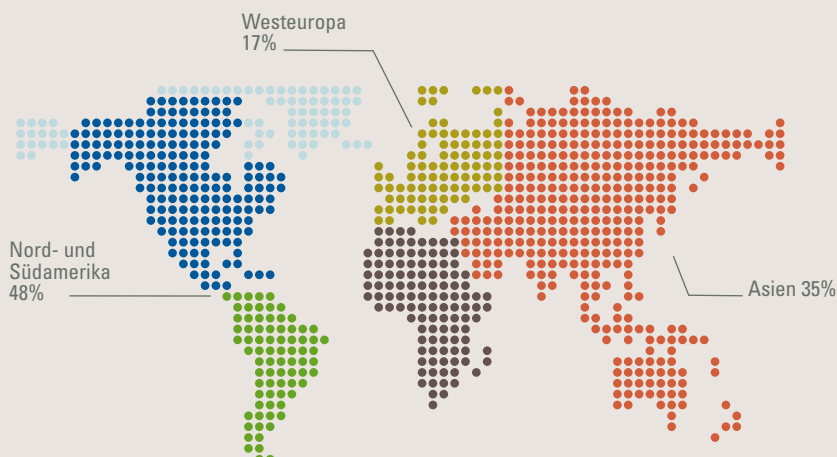 Westeuropa
17%
Nord- und
Südamerika
48%
Asien 35%